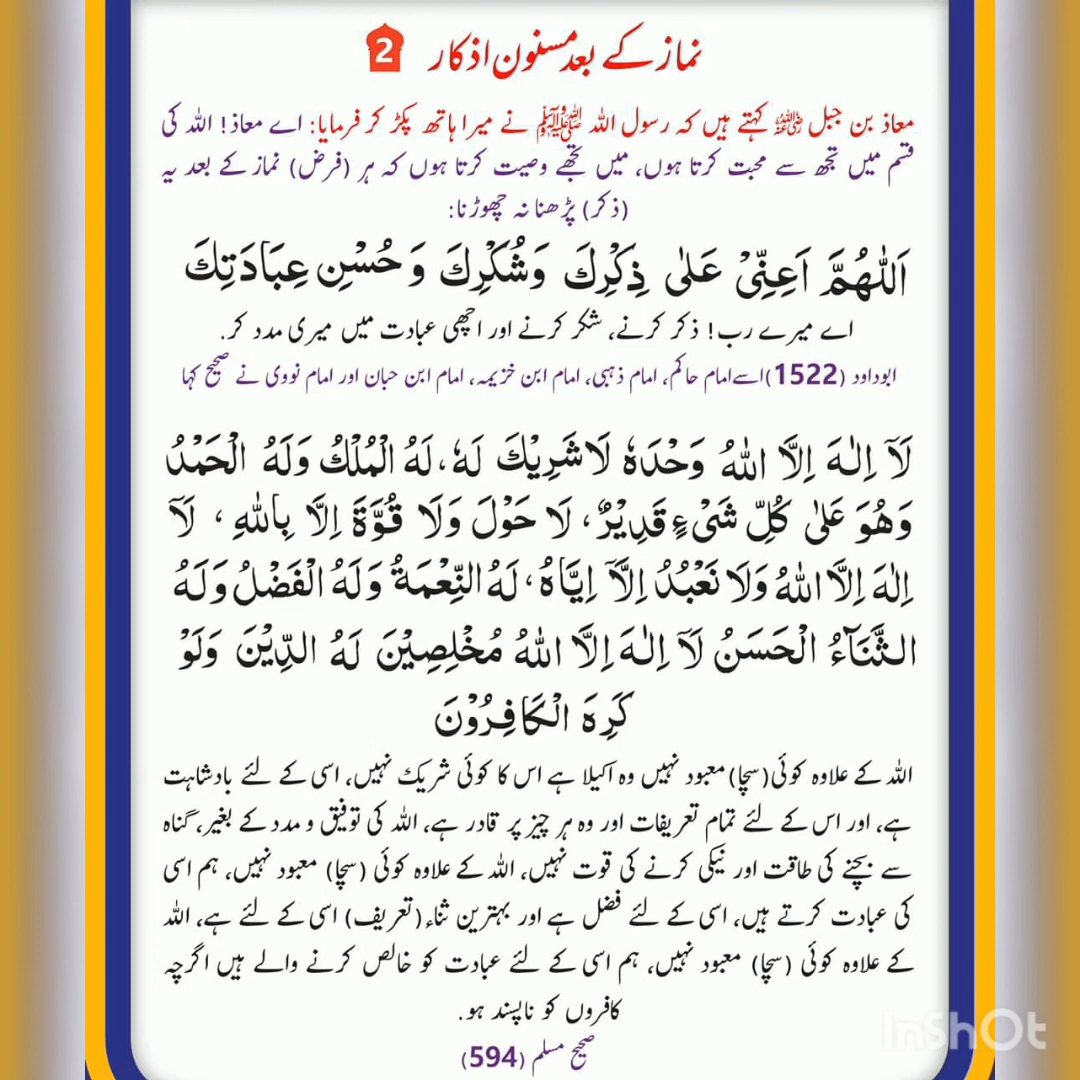 نماز کے بعد مسنون اذکار 2
معاذ بن جبل رضی اللہ عنہ کہتے ہیں کہ رسول اللہ ﷺ نے میرا ہاتھ پکڑ کر فرمایا: اے معاذ! اللہ کی
قسم میں تجھ سے محبت کرتا ہوں، میں تجھے وصیت کرتا ہوں کہ ہر (فرض) نماز کے بعد یہ
(ذکر) پڑھنا نہ چھوڑنا:
اَللّٰهُمَّ اَعِنِّيْ عَلٰى ذِكْرِكَ وَشُكْرِكَ وَحُسْنِ عِبَادَتِكَ
اے میرے رب! ذکر کرنے، شکر کرنے اور اچھی عبادت میں میری مدد کر.
ابوداود (1522) اسے امام حاکم، امام ذہبی، امام ابن خزیمہ، امام ابن حبان اور امام نووی نے صحیح کہا
لَآ اِلٰهَ اِلَّا اللّٰهُ وَحْدَهٗ لَا شَرِيْكَ لَهٗ، لَهُ الْمُلْكُ وَلَهُ الْحَمْدُ
وَهُوَ عَلٰى كُلِّ شَيْءٍ قَدِيْرٌ، لَا حَوْلَ وَلَا قُوَّةَ اِلَّا بِاللّٰهِ، لَآ
اِلٰهَ اِلَّا اللّٰهُ وَلَا نَعْبُدُ اِلَّآ اِيَّاهُ، لَهُ النِّعْمَةُ وَلَهُ الْفَضْلُ وَلَهُ
الثَّنَآءُ الْحَسَنُ لَآ اِلٰهَ اِلَّا اللّٰهُ مُخْلِصِيْنَ لَهُ الدِّيْنَ وَلَوْ
كَرِهَ الْكَافِرُوْنَ
اللہ کے علاوہ کوئی (سچا) معبود نہیں وہ اکیلا ہے اس کا کوئی شریک نہیں، اسی کے لئے بادشاہت
ہے، اور اس کے لئے تمام تعریفات اور وہ ہر چیز پر قادر ہے، اللہ کی توفیق و مدد کے بغیر، گناہ
سے بچنے کی طاقت اور نیکی کرنے کی قوت نہیں، اللہ کے علاوہ کوئی (سچا) معبود نہیں، ہم اسی
کی عبادت کرتے ہیں، اسی کے لئے فضل ہے اور بہترین ثناء (تعریف) اسی کے لئے ہے، اللہ
کے علاوہ کوئی (سچا) معبود نہیں، ہم اسی کے لئے عبادت کو خالص کرنے والے ہیں اگرچہ
کافروں کو ناپسند ہو.
صحیح مسلم (594)
InShOt